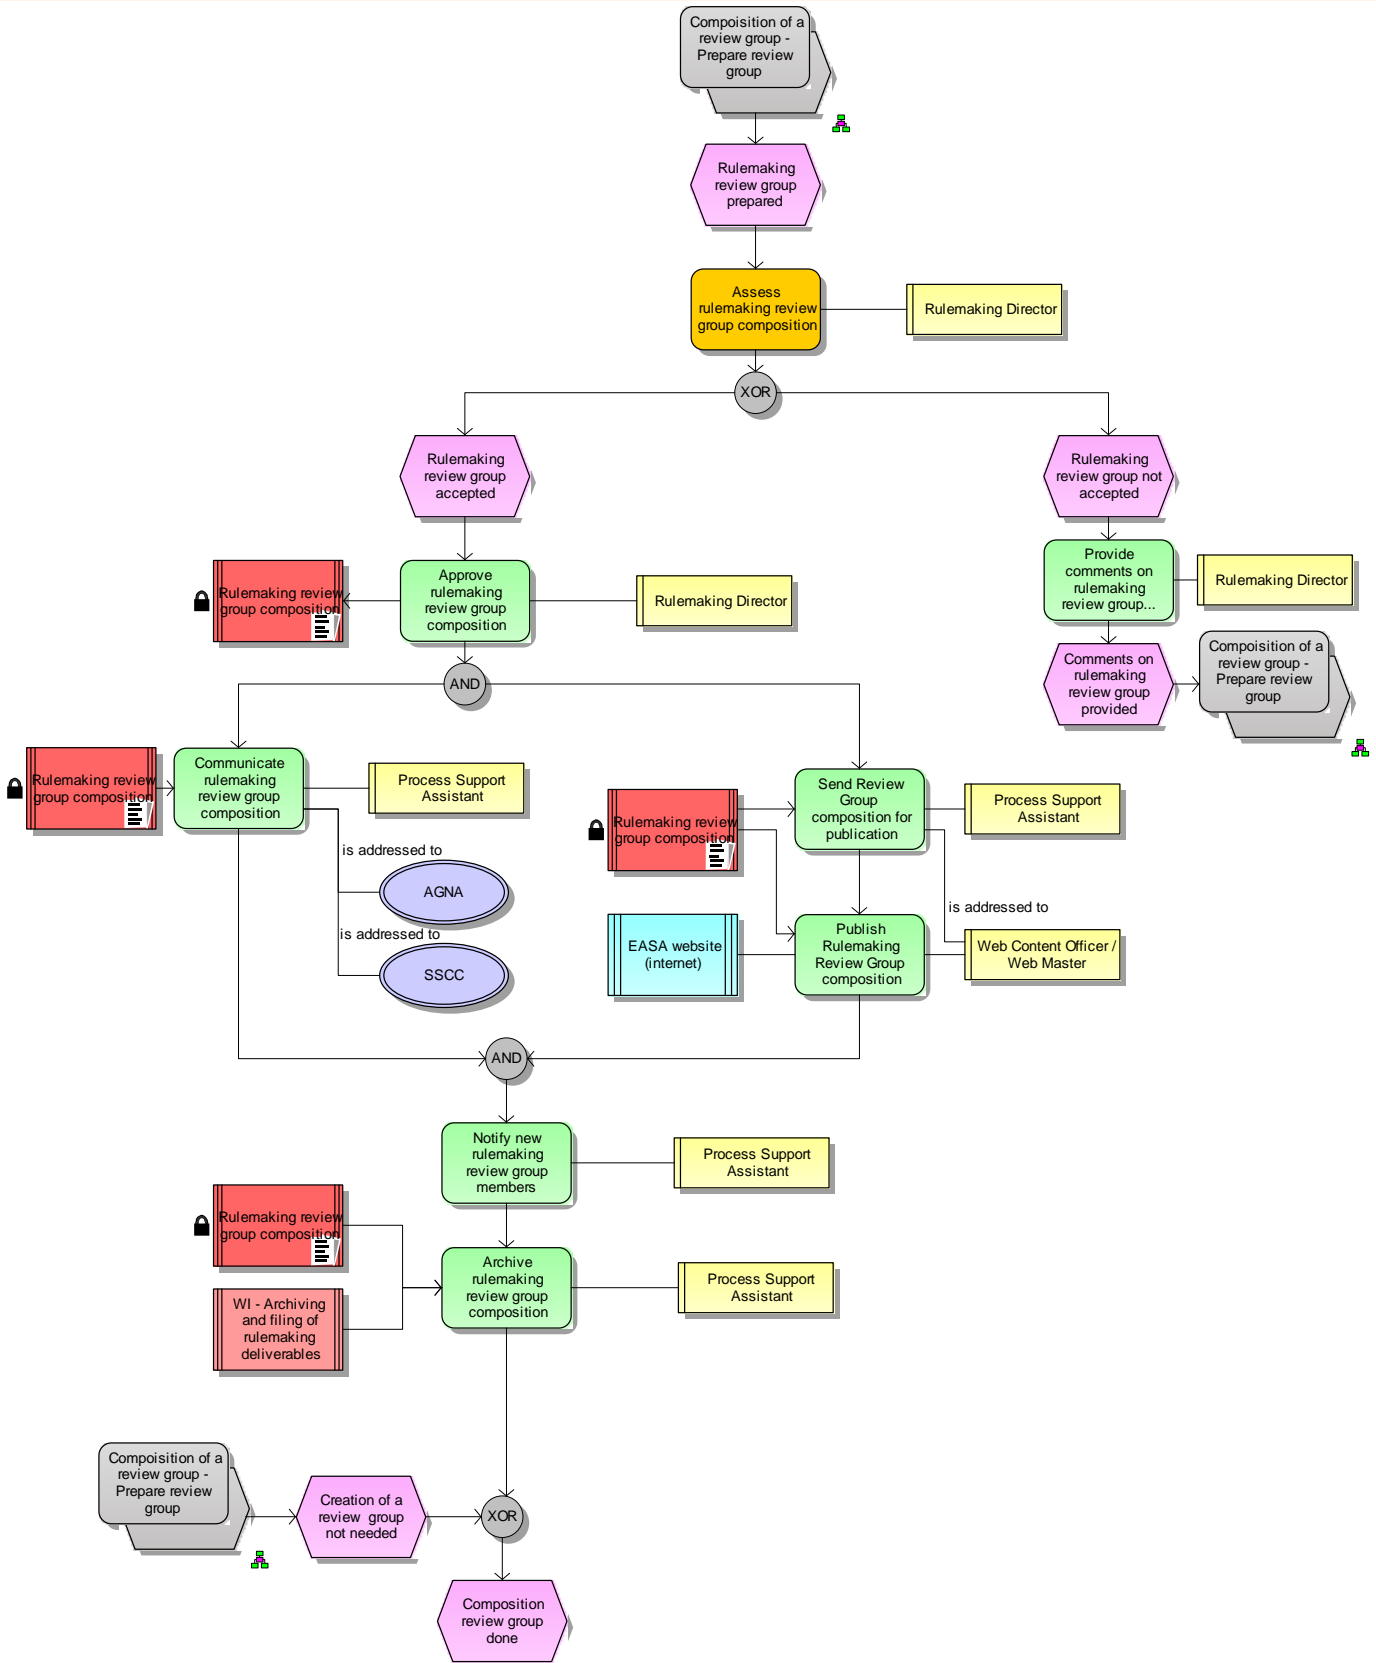 Compoisition of a
review group -
Prepare review
group
Rulemaking
review group
prepared
Assess
rulemaking review
group composition
Rulemaking Director
XOR
Rulemaking
review group
accepted
Rulemaking
review group not
accepted
Rulemaking review
group composition
Approve
rulemaking
review group
composition
Rulemaking Director
Provide
comments on
rulemaking
review group...
Rulemaking Director
AND
Comments on
rulemaking
review group
provided
Compoisition of a
review group -
Prepare review
group
Rulemaking review
group composition
Communicate
rulemaking
review group
composition
Process Support
Assistant
is addressed to
AGNA
is addressed to
SSCC
Rulemaking review
group composition
Send Review
Group
composition for
publication
Process Support
Assistant
is addressed to
EASA website
(internet)
Publish
Rulemaking
Review Group
composition
Web Content Officer /
Web Master
AND
Notify new
rulemaking
review group
members
Process Support
Assistant
Rulemaking review
group composition
Archive
rulemaking
review group
composition
Process Support
Assistant
WI - Archiving
and filing of
rulemaking
deliverables
Compoisition of a
review group -
Prepare review
group
Creation of a
review  group
not needed
XOR
Composition
review group
done